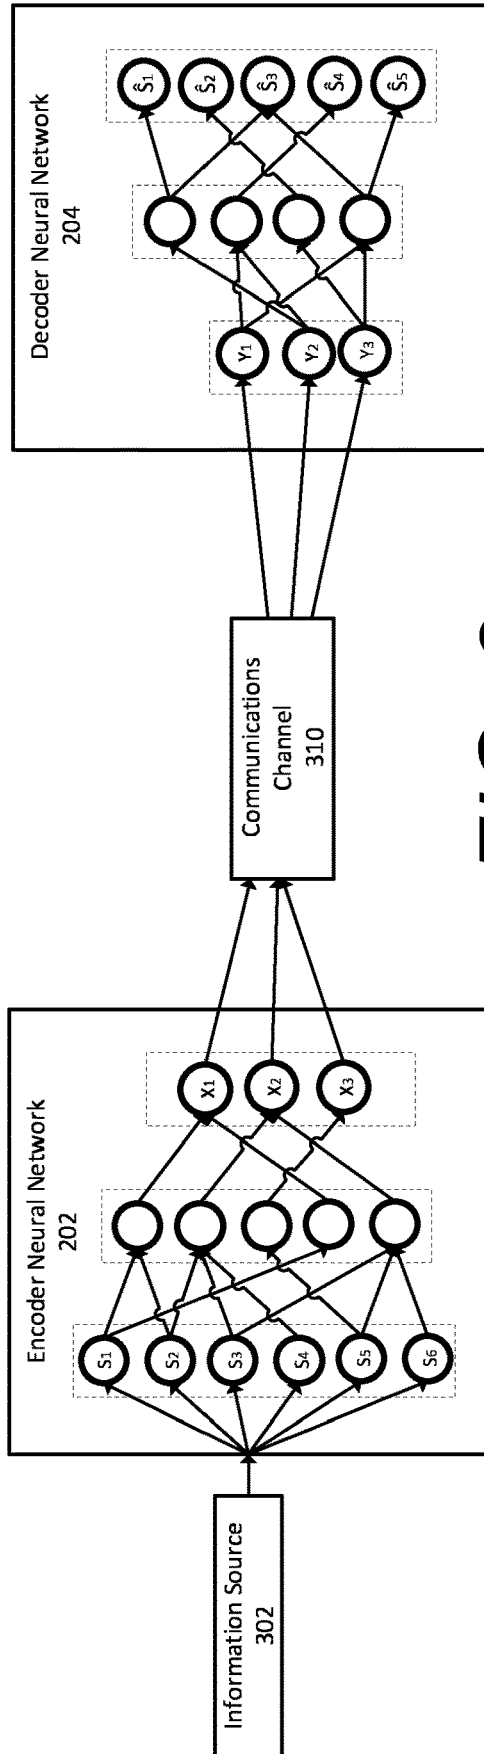 Information Source
302
Encoder Neural Network
202
S1
S2
S3
S4
S5
S6
X1
X2
X3
Communications
Channel
310
Decoder Neural Network
204
Y1
Y2
Y3
Ŝ1
Ŝ2
Ŝ3
Ŝ4
Ŝ5